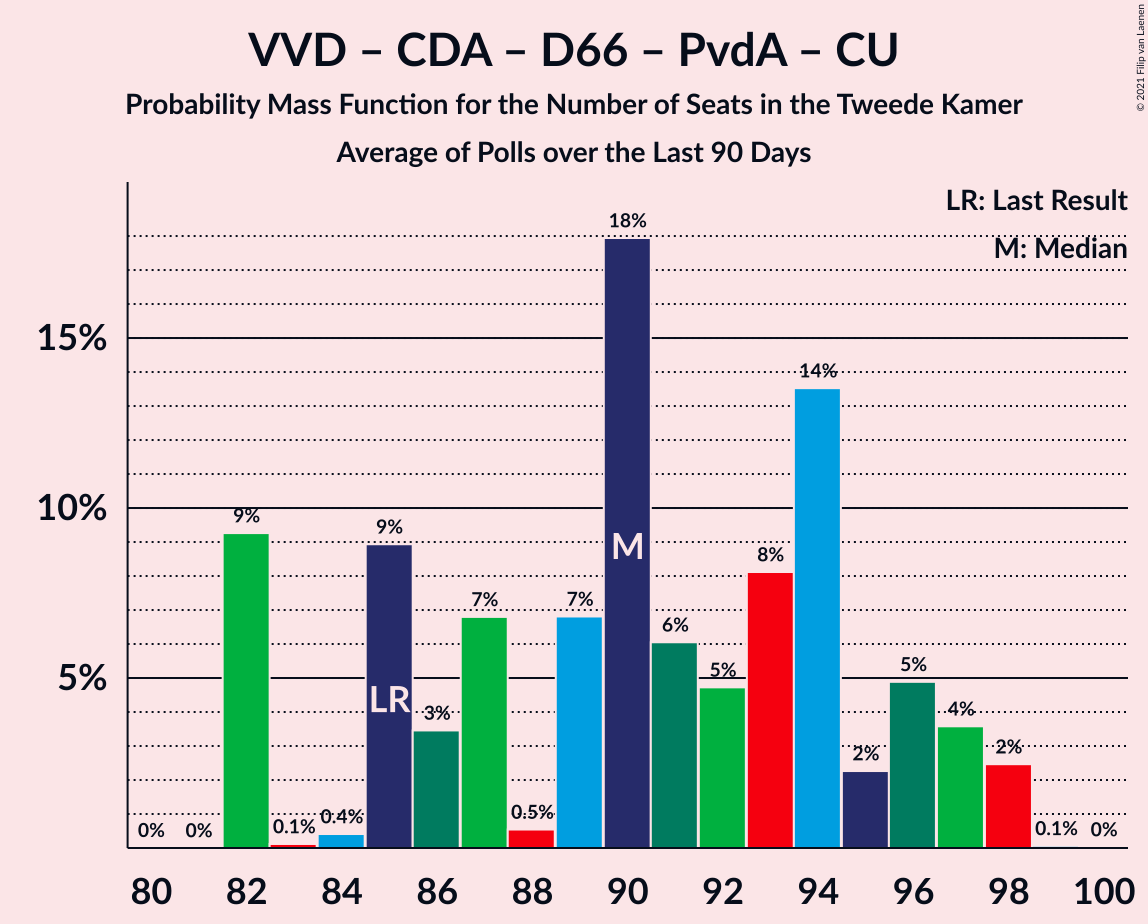 VVD – CDA – D66 – PvdA – CU
Probability Mass Function for the Number of Seats in the Tweede Kamer
Average of Polls over the Last 90 Days
© 2021 Filip van Laenen
LR: Last Result
M: Median
15%
10%
5%
0%
0%
9%
0.1%
0.4%
9%
3%
7%
0.5%
7%
18%
6%
5%
8%
14%
2%
5%
4%
2%
0.1%
0%
LR
M
80 82 84 86 88 90 92 94 96 98 100